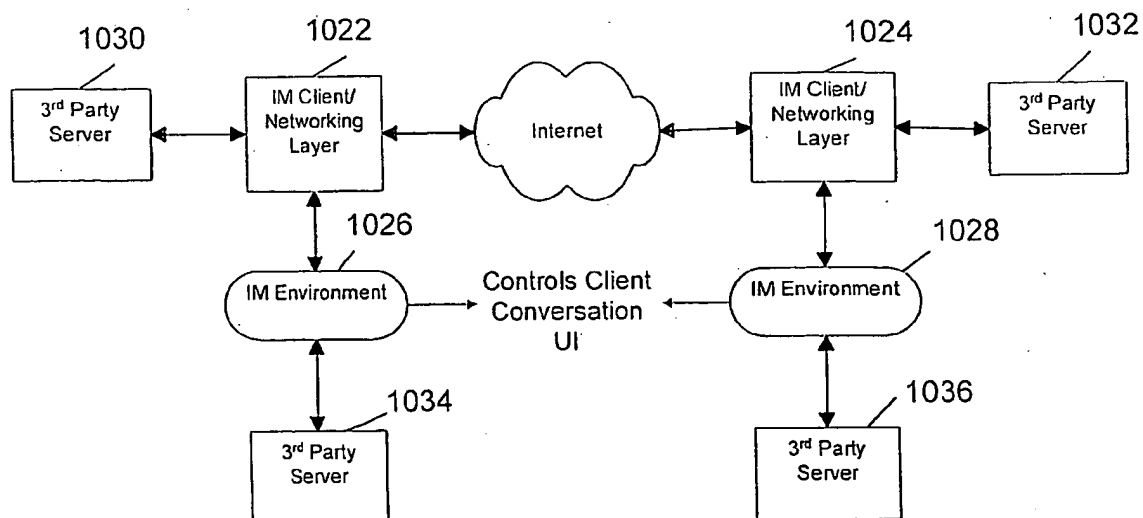 1030
1022
1024
1032
3rd Party
Server
IM Client/
Networking
Layer
Internet
IM Client/
Networking
Layer
3rd Party
Server
1026
1028
IM Environment
Controls Client
Conversation
UI
IM Environment
1034
1036
3rd Party
Server
3rd Party
Server